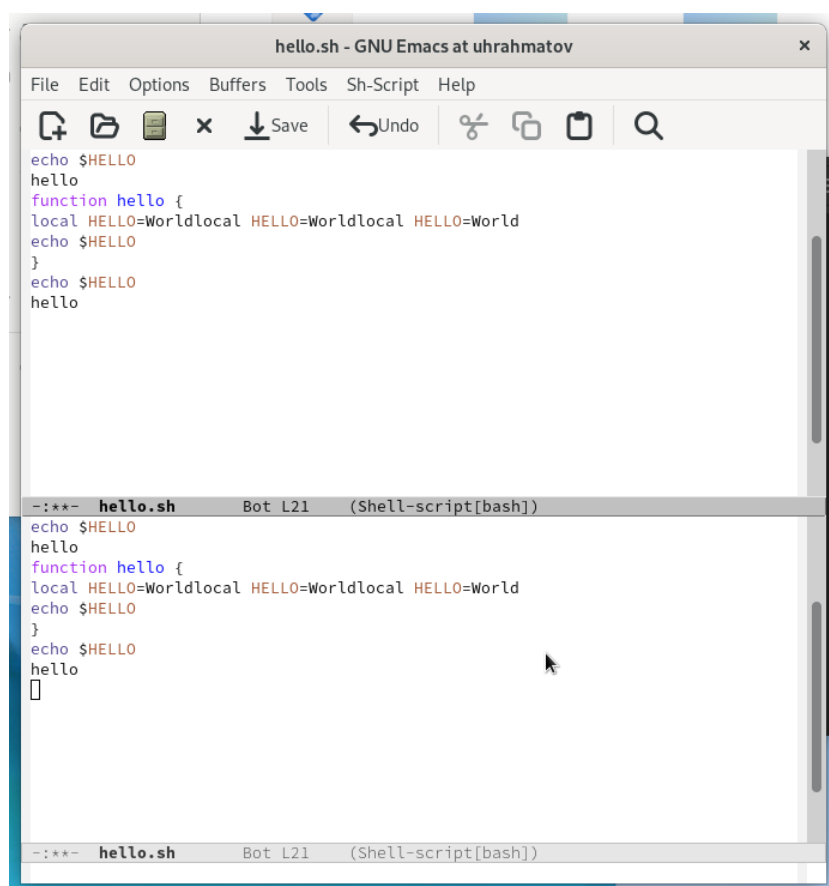 hello.sh - GNU Emacs at uhrahmatov
File Edit Options Buffers Tools Sh-Script Help
Save Undo
echo $HELLO
hello
function hello {
local HELLO=Worldlocal HELLO=Worldlocal HELLO=World
echo $HELLO
}
echo $HELLO
hello
-:**- hello.sh Bot L21 (Shell-script[bash])
echo $HELLO
hello
function hello {
local HELLO=Worldlocal HELLO=Worldlocal HELLO=World
echo $HELLO
}
echo $HELLO
hello
-:**- hello.sh Bot L21 (Shell-script[bash])